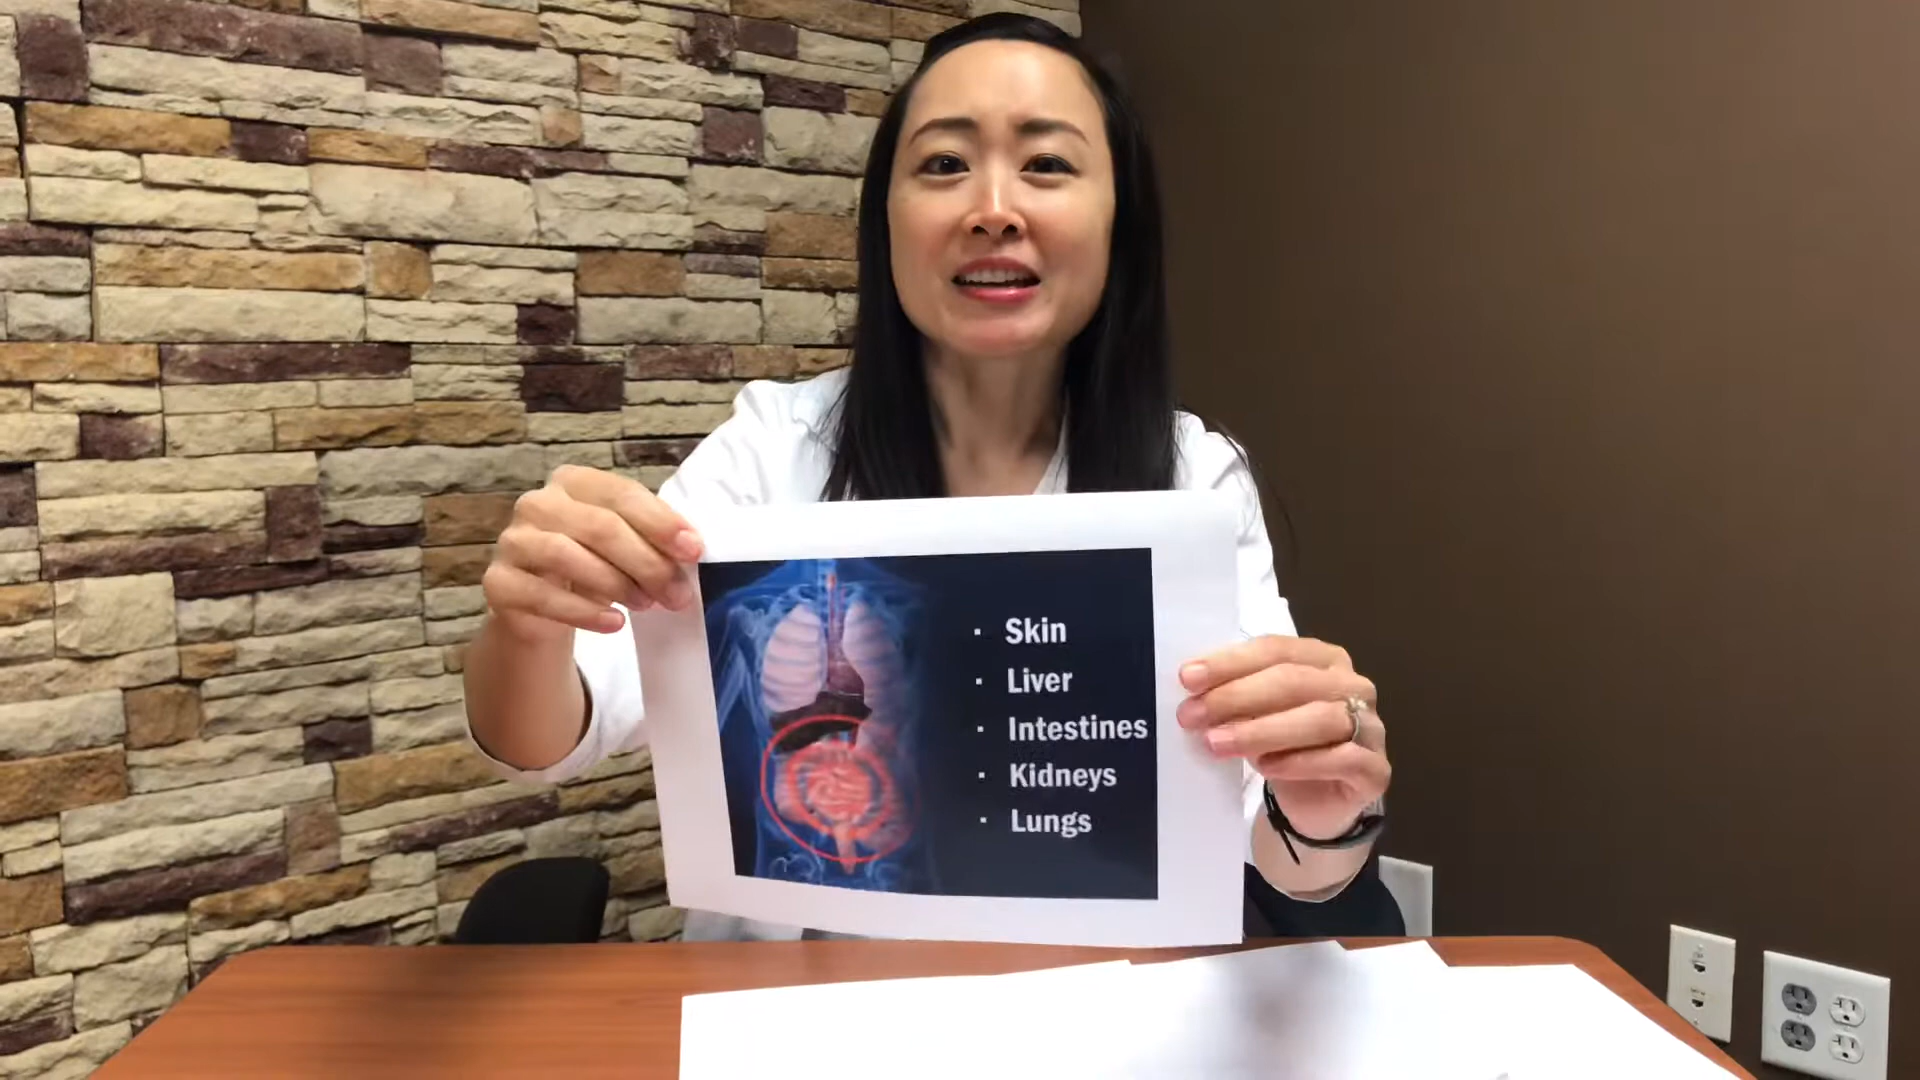 · Skin
· Liver
· Intestines
· Kidneys
· Lungs